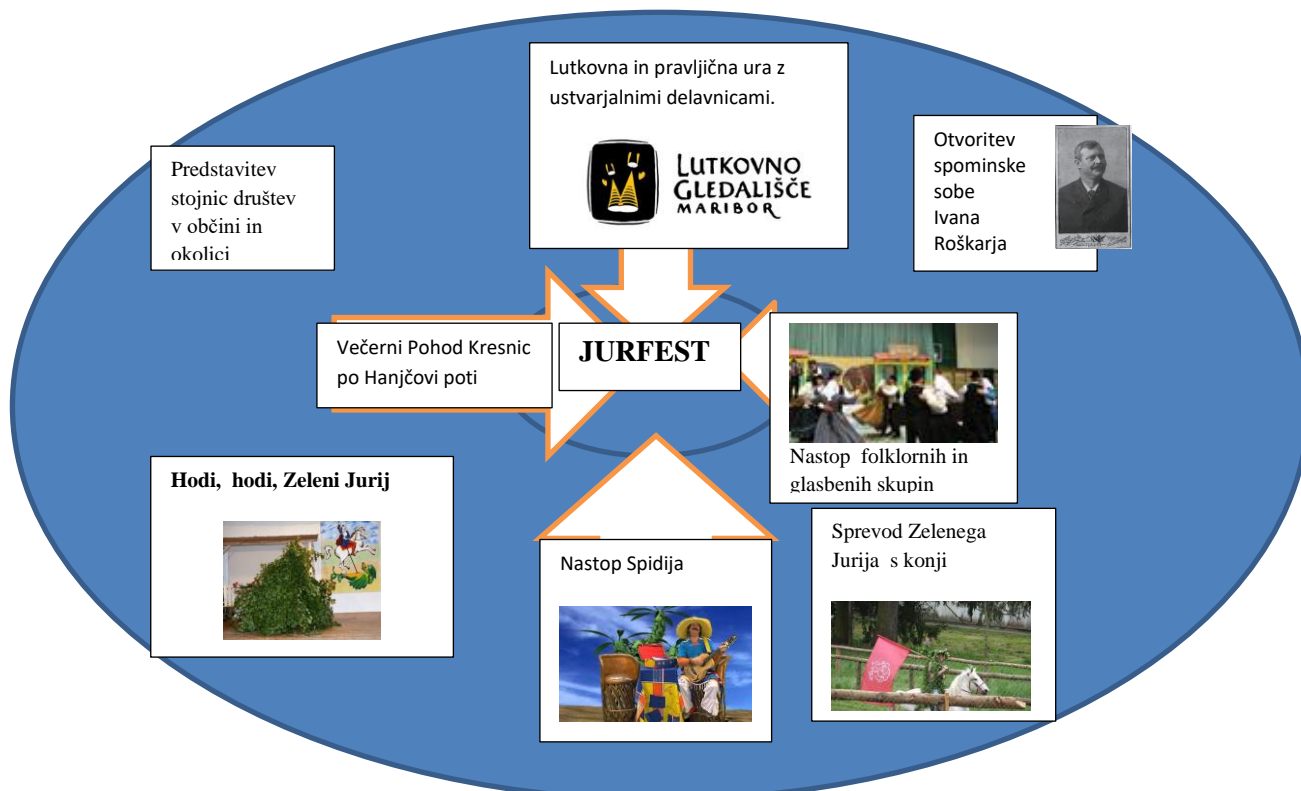 Lutkovna in pravljična ura z
ustvarjalnimi delavnicami.
LUTKOVNO
GLEDALIŠČE
MARIBOR
Otvoritev
spominske
sobe
Ivana
Roškarja
Predstavitev
stojnic društev
v občini in
okolici
Večerni Pohod Kresnic
po Hanjčovi poti
JURFEST
Nastop folklornih in
glasbenih skupin
Hodi, hodi, Zeleni Jurij
Nastop Spidija
Sprevod Zelenega
Jurija s konji